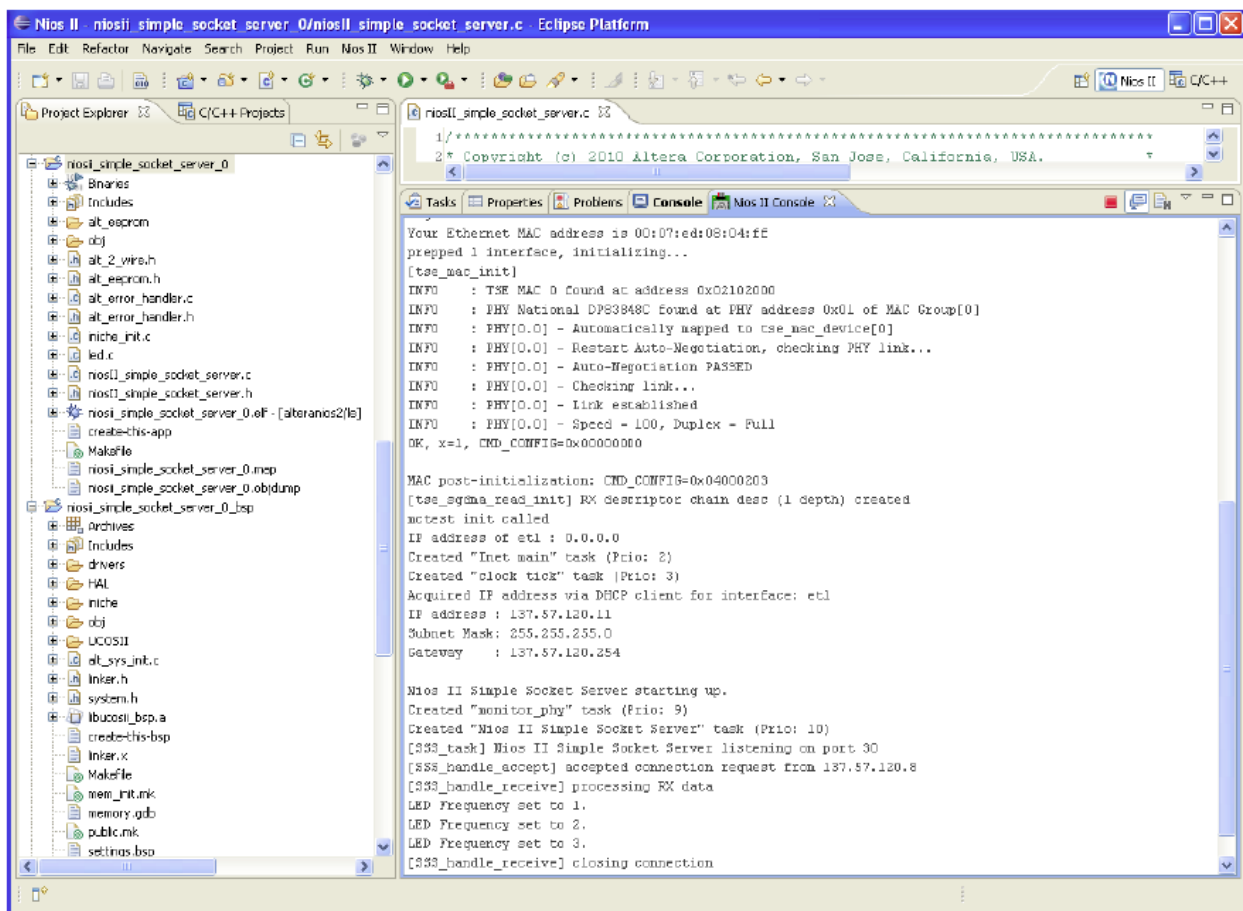 Nios II - niosii_simple_socket_server_0/niosII_simple_socket_server.c - Eclipse Platform
File Edit Refactor Navigate Search Project Run Nios II Window Help
Nios II C/C++
Project Explorer C/C++ Projects
niosii_simple_socket_server_0
Binaries
Includes
alt_eeprom
obj
alt_2_wire.h
alt_eeprom.h
alt_error_handler.c
alt_error_handler.h
iniche_init.c
led.c
niosII_simple_socket_server.c
niosII_simple_socket_server.h
niosii_simple_socket_server_0.elf - [alteranios2/le]
create-this-app
Makefile
niosii_simple_socket_server_0.map
niosii_simple_socket_server_0.objdump
niosii_simple_socket_server_0_bsp
Archives
Includes
drivers
HAL
iniche
obj
UCOSII
alt_sys_init.c
linker.h
system.h
libucosii_bsp.a
create-this-bsp
linker.x
Makefile
mem_init.mk
memory.gdb
public.mk
settings.bsp
niosII_simple_socket_server.c
1 /******************************************************************************
2 * Copyright (c) 2010 Altera Corporation, San Jose, California, USA. *
Tasks Properties Problems Console Nios II Console
Your Ethernet MAC address is 00:07:ed:08:04:ff
prepped 1 interface, initializing...
[tse_mac_init]
INFO : TSE MAC 0 found at address 0x02102000
INFO : PHY National DP83848C found at PHY address 0x01 of MAC Group[0]
INFO : PHY[0.0] - Automatically mapped to tse_mac_device[0]
INFO : PHY[0.0] - Restart Auto-Negotiation, checking PHY link...
INFO : PHY[0.0] - Auto-Negotiation PASSED
INFO : PHY[0.0] - Checking link...
INFO : PHY[0.0] - Link established
INFO : PHY[0.0] - Speed = 100, Duplex = Full
OK, x=1, CMD_CONFIG=0x00000000
MAC post-initialization: CMD_CONFIG=0x04000203
[tse_sgdma_read_init] RX descriptor chain desc (1 depth) created
mctest init called
IP address of et1 : 0.0.0.0
Created "Inet main" task (Prio: 2)
Created "clock tick" task (Prio: 3)
Acquired IP address via DHCP client for interface: et1
IP address : 137.57.120.11
Subnet Mask: 255.255.255.0
Gateway : 137.57.120.254
Nios II Simple Socket Server starting up.
Created "monitor_phy" task (Prio: 9)
Created "Nios II Simple Socket Server" task (Prio: 10)
[SSS_task] Nios II Simple Socket Server listening on port 30
[SSS_handle_accept] accepted connection request from 137.57.120.8
[SSS_handle_receive] processing RX data
LED Frequency set to 1.
LED Frequency set to 2.
LED Frequency set to 3.
[SSS_handle_receive] closing connection